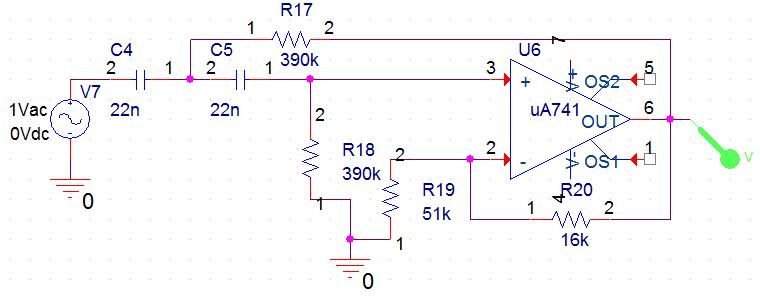 R17
1 2
390k
C4
2 1
22n
C5
2 1
22n
V7
1Vac
0Vdc
0
2
R18
390k
1
0
2
R19
51k
1
U6
7
3
+
V+
OS2
5
uA741
OUT
6
2
-
V-
OS1
1
4
R20
1 2
16k
V